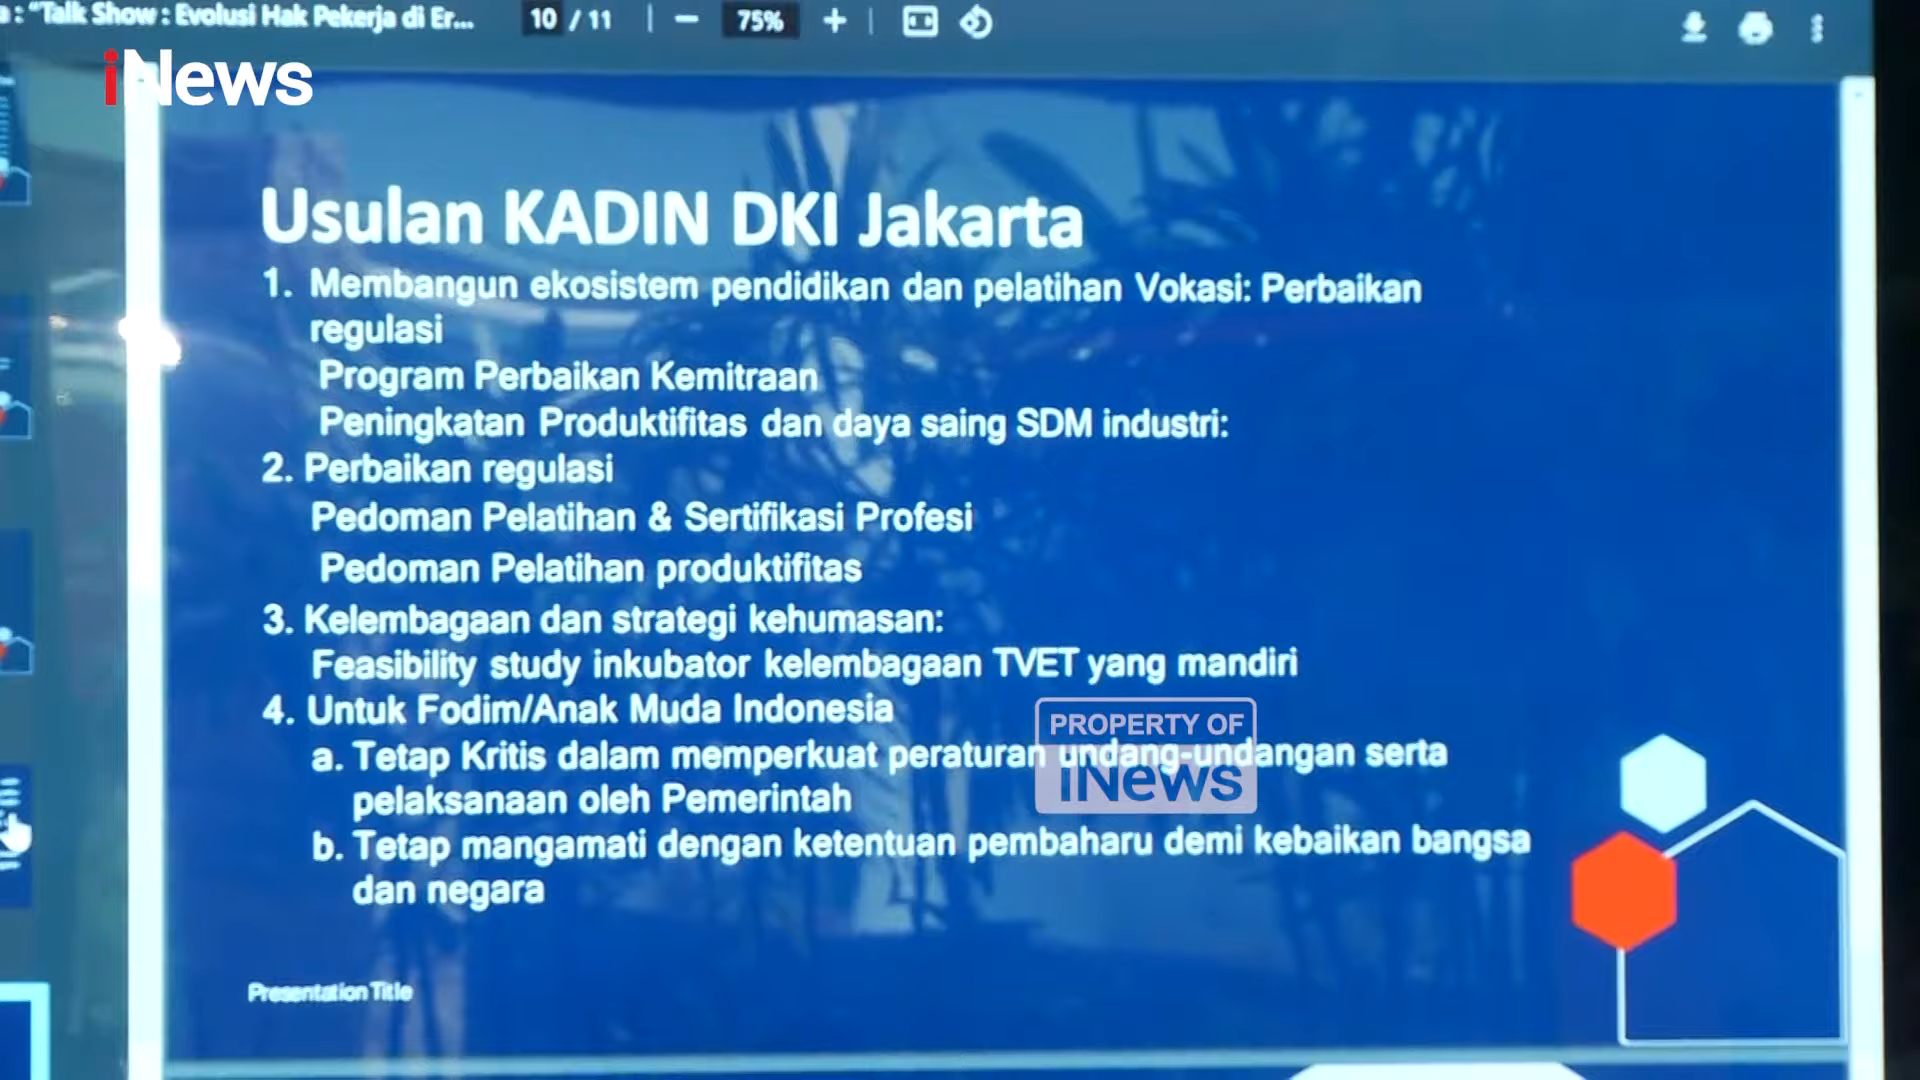 a : "Talk Show : Evolusi Hak Pekerja di Er... 10 / 11 75%
iNews
Usulan KADIN DKI Jakarta
1. Membangun ekosistem pendidikan dan pelatihan Vokasi: Perbaikan
regulasi
Program Perbaikan Kemitraan
Peningkatan Produktifitas dan daya saing SDM industri:
2. Perbaikan regulasi
Pedoman Pelatihan & Sertifikasi Profesi
Pedoman Pelatihan produktifitas
3. Kelembagaan dan strategi kehumasan:
Feasibility study inkubator kelembagaan TVET yang mandiri
4. Untuk Fodim/Anak Muda Indonesia
a. Tetap Kritis dalam memperkuat peraturan undang-undangan serta
pelaksanaan oleh Pemerintah
b. Tetap mangamati dengan ketentuan pembaharu demi kebaikan bangsa
dan negara
PROPERTY OF
iNews
Presentation Title